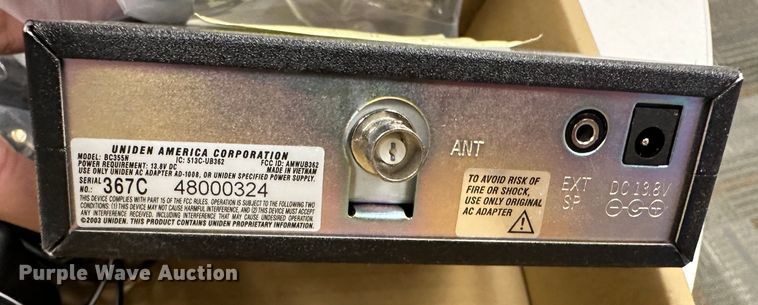 UNIDEN AMERICA CORPORATION
MODEL: BC355N IC: 513C-UB362 FCC ID: AMWUB362
POWER REQUIREMENT: 13.8V DC MADE IN VIETNAM
USE ONLY UNIDEN AC ADAPTER AD-1008, OR UNIDEN SPECIFIED POWER SUPPLY.
SERIAL NO.: 367C 48000324
THIS DEVICE COMPLIES WITH PART 15 OF THE FCC RULES. OPERATION IS SUBJECT TO THE FOLLOWING TWO
CONDITIONS: (1) THIS DEVICE MAY NOT CAUSE HARMFUL INTERFERENCE, AND (2) THIS DEVICE MUST ACCEPT
ANY INTERFERENCE RECEIVED, INCLUDING INTERFERENCE THAT MAY CAUSE UNDESIRED OPERATION.
©2003 UNIDEN. THIS PRODUCT CONTAINS UNIDEN PROPRIETARY INFORMATION.
ANT
TO AVOID RISK OF
FIRE OR SHOCK,
USE ONLY ORIGINAL
AC ADAPTER
EXT
SP
DC 13.8V
Purple Wave Auction